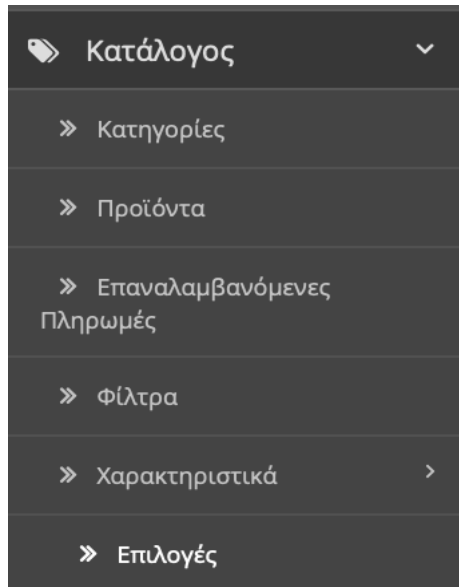 Κατάλογος
Κατηγορίες
Προϊόντα
Επαναλαμβανόμενες
Πληρωμές
Φίλτρα
Χαρακτηριστικά
Επιλογές